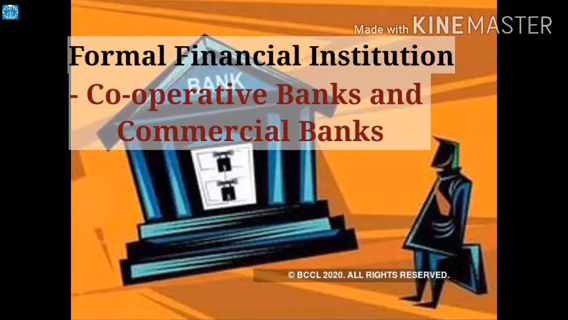 Made with KINEMASTER
Formal Financial Institution
BANK
- Co-operative Banks and
Commercial Banks
© BCCL 2020. ALL RIGHTS RESERVED.